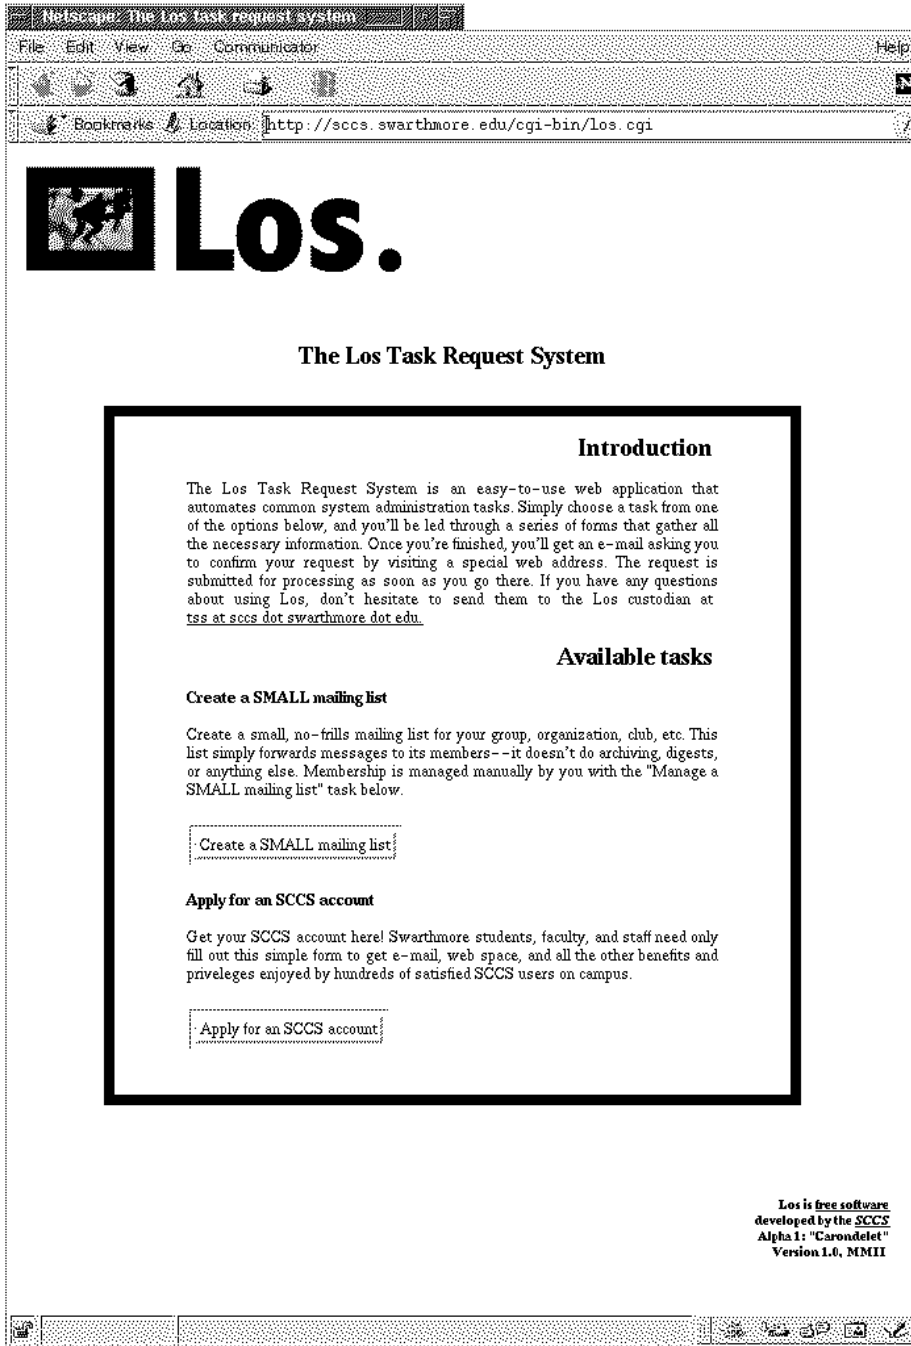 Netscape: The Los task request system
File Edit View Go Communicator Help
N
Bookmarks Location: http://sccs.swarthmore.edu/cgi-bin/los.cgi
Los.
The Los Task Request System
Introduction
The Los Task Request System is an easy-to-use web application that
automates common system administration tasks. Simply choose a task from one
of the options below, and you'll be led through a series of forms that gather all
the necessary information. Once you're finished, you'll get an e-mail asking you
to confirm your request by visiting a special web address. The request is
submitted for processing as soon as you go there. If you have any questions
about using Los, don't hesitate to send them to the Los custodian at
tss at sccs dot swarthmore dot edu.
Available tasks
Create a SMALL mailing list
Create a small, no-frills mailing list for your group, organization, club, etc. This
list simply forwards messages to its members--it doesn't do archiving, digests,
or anything else. Membership is managed manually by you with the "Manage a
SMALL mailing list" task below.
Create a SMALL mailing list
Apply for an SCCS account
Get your SCCS account here! Swarthmore students, faculty, and staff need only
fill out this simple form to get e-mail, web space, and all the other benefits and
priveleges enjoyed by hundreds of satisfied SCCS users on campus.
Apply for an SCCS account
Los is free software
developed by the SCCS
Alpha 1: "Carondelet"
Version 1.0, MMII